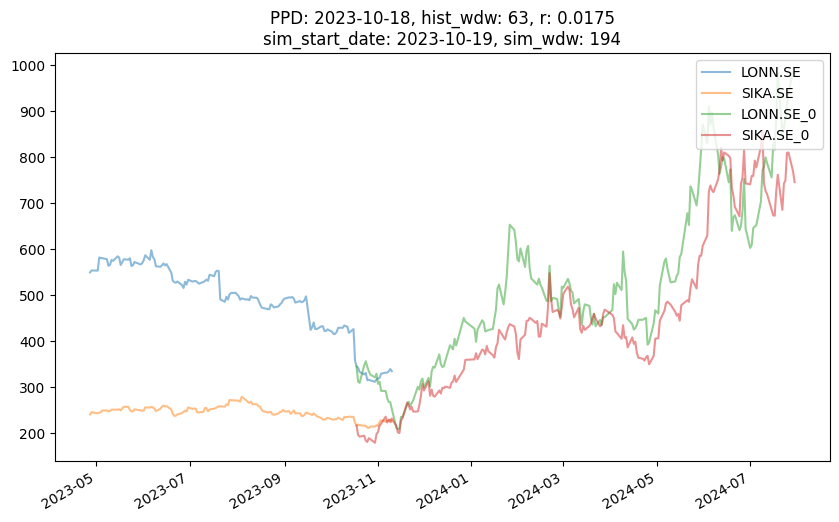 PPD: 2023-10-18, hist_wdw: 63, r: 0.0175
sim_start_date: 2023-10-19, sim_wdw: 194
1000
900
800
700
600
500
400
300
200
LONN.SE
SIKA.SE
LONN.SE_0
SIKA.SE_0
2023-05
2023-07
2023-09
2023-11
2024-01
2024-03
2024-05
2024-07